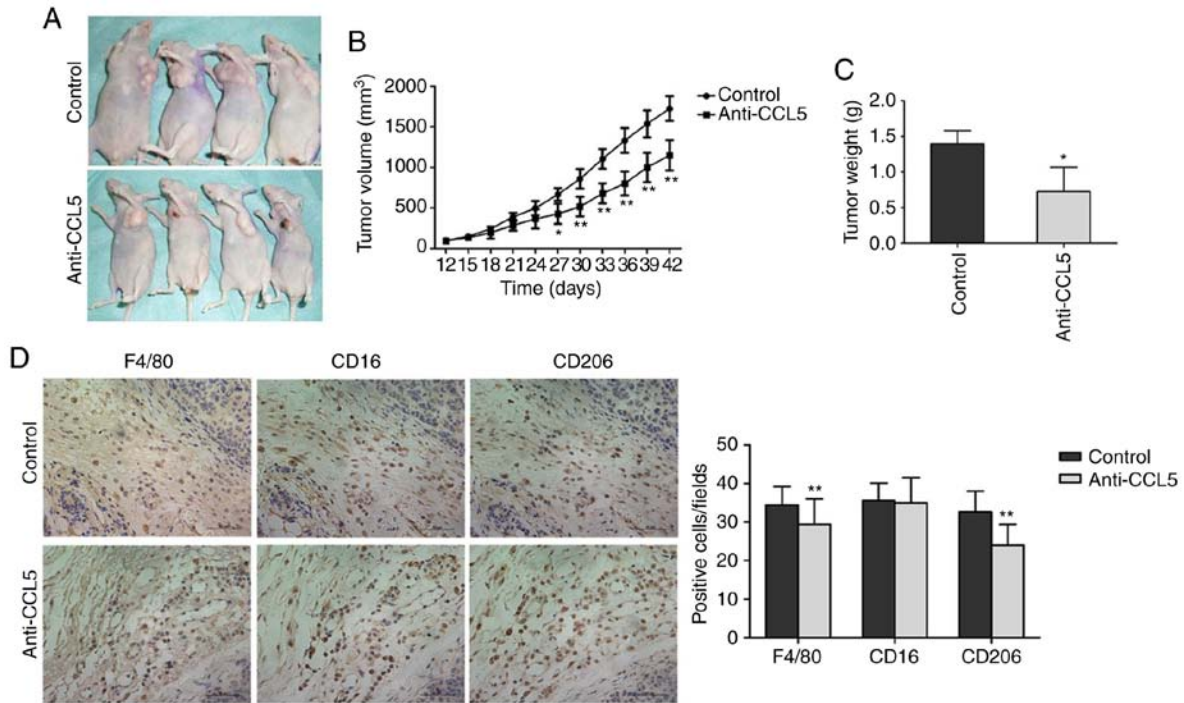 A
Control
Anti-CCL5
B
Tumor volume (mm³)
2000
1500
1000
500
0
Control
Anti-CCL5
*
**
**
**
**
**
12 15 18 21 24 27 30 33 36 39 42
Time (days)
C
Tumor weight (g)
2.0
1.5
1.0
0.5
0.0
*
Control
Anti-CCL5
D
F4/80 CD16 CD206
Control
Anti-CCL5
Positive cells/fields
50
40
30
20
10
0
**
**
F4/80 CD16 CD206
Control
Anti-CCL5